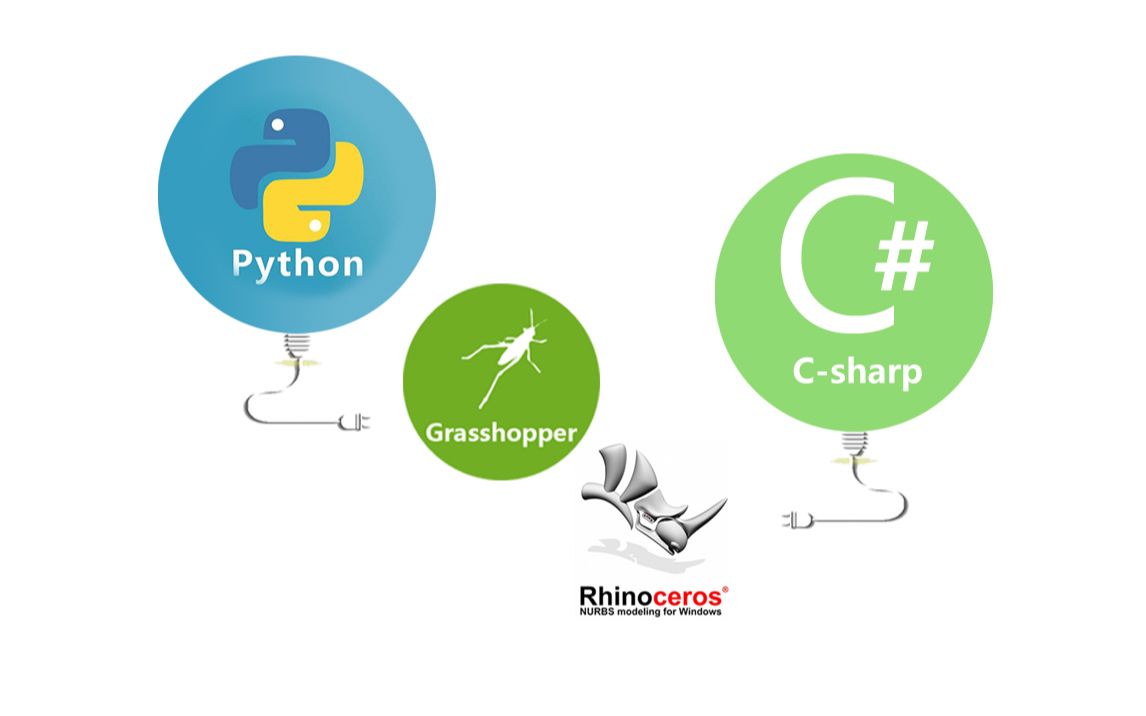 Python
C#
C-sharp
Grasshopper
Rhinoceros®
NURBS modeling for Windows